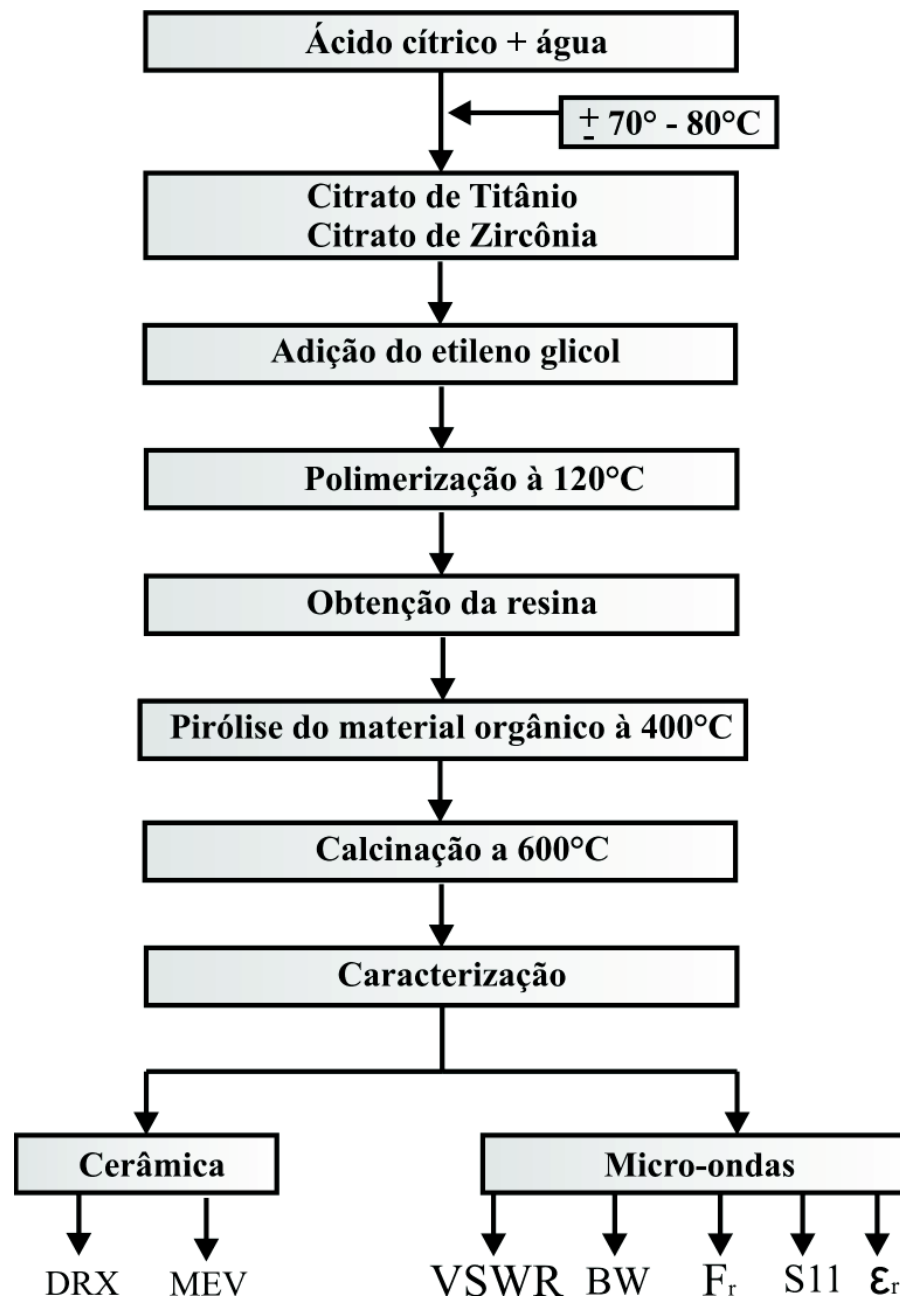 Ácido cítrico + água
± 70° - 80°C
Citrato de Titânio
Citrato de Zircônia
Adição do etileno glicol
Polimerização à 120°C
Obtenção da resina
Pirólise do material orgânico à 400°C
Calcinação a 600°C
Caracterização
Cerâmica
Micro-ondas
DRX MEV
VSWR BW Fr S11 εr